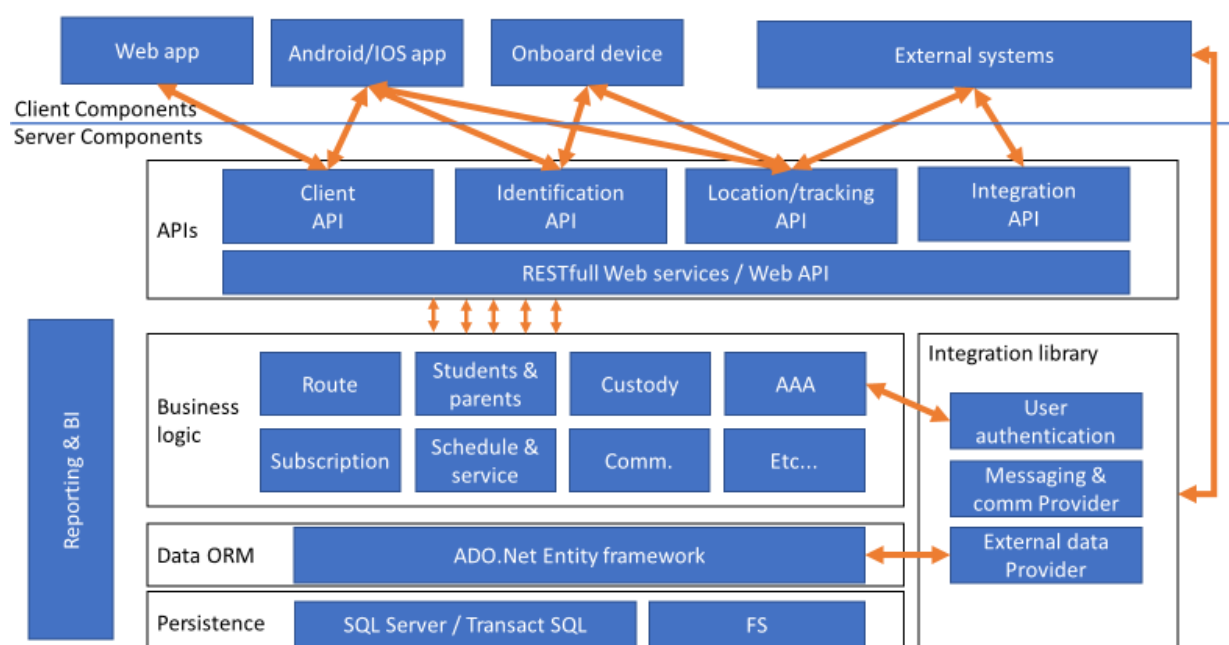 Web app
Android/IOS app
Onboard device
External systems
Client Components
Server Components
APIs
Client
API
Identification
API
Location/tracking
API
Integration
API
RESTfull Web services / Web API
Reporting & BI
Business
logic
Route
Students &
parents
Custody
AAA
Subscription
Schedule &
service
Comm.
Etc...
Integration library
User
authentication
Messaging &
comm Provider
External data
Provider
Data ORM
ADO.Net Entity framework
Persistence
SQL Server / Transact SQL
FS